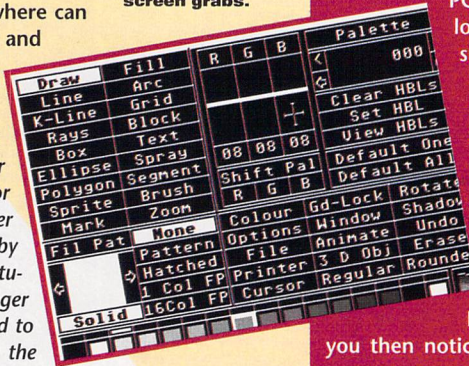 where can
and
screen grabs.
Draw Fill
Line Arc
K-Line Grid
Rays Block
Box Text
Ellipse Spray
Polygon Segment
Sprite Brush
Mark Zoom
Fil Pat None
Pattern
Hatched
1 Col FP
Solid 16Col FP
R G B
08 08 08
Shift Pal
R G B
Palette
000
Clear HBLs
Set HBL
View HBLs
Default One
Default All
Colour Gd-Lock Rotate
Options Window Shadow
File Animate Undo
Printer 3 D Obj Erase
Cursor Regular Rounde
by
the
you then notic